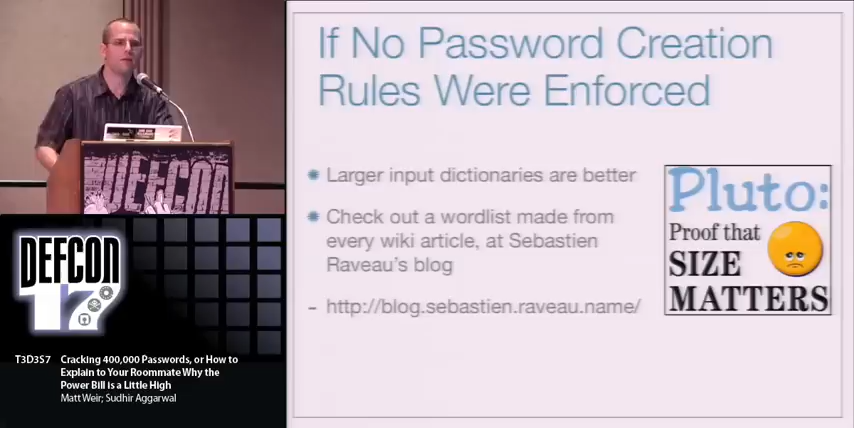 If No Password Creation
Rules Were Enforced
Larger input dictionaries are better
Check out a wordlist made from
every wiki article, at Sebastien
Raveau's blog
– http://blog.sebastien.raveau.name/
Pluto:
Proof that
SIZE
MATTERS
DEFCON
DEFCON
17
T3D3S7 Cracking 400,000 Passwords, or How to
Explain to Your Roommate Why the
Power Bill is a Little High
Matt Weir; Sudhir Aggarwal